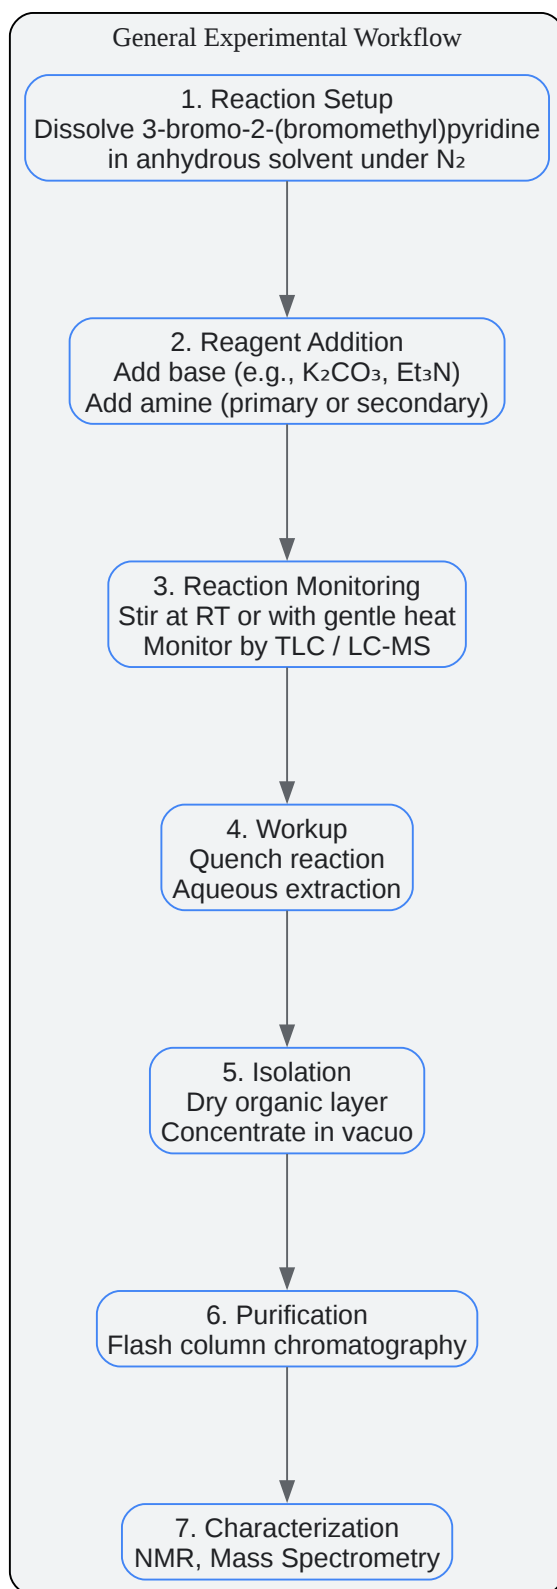 General Experimental Workflow
1. Reaction Setup
Dissolve 3-bromo-2-(bromomethyl)pyridine
in anhydrous solvent under N₂
2. Reagent Addition
Add base (e.g., K₂CO₃, Et₃N)
Add amine (primary or secondary)
3. Reaction Monitoring
Stir at RT or with gentle heat
Monitor by TLC / LC-MS
4. Workup
Quench reaction
Aqueous extraction
5. Isolation
Dry organic layer
Concentrate in vacuo
6. Purification
Flash column chromatography
7. Characterization
NMR, Mass Spectrometry